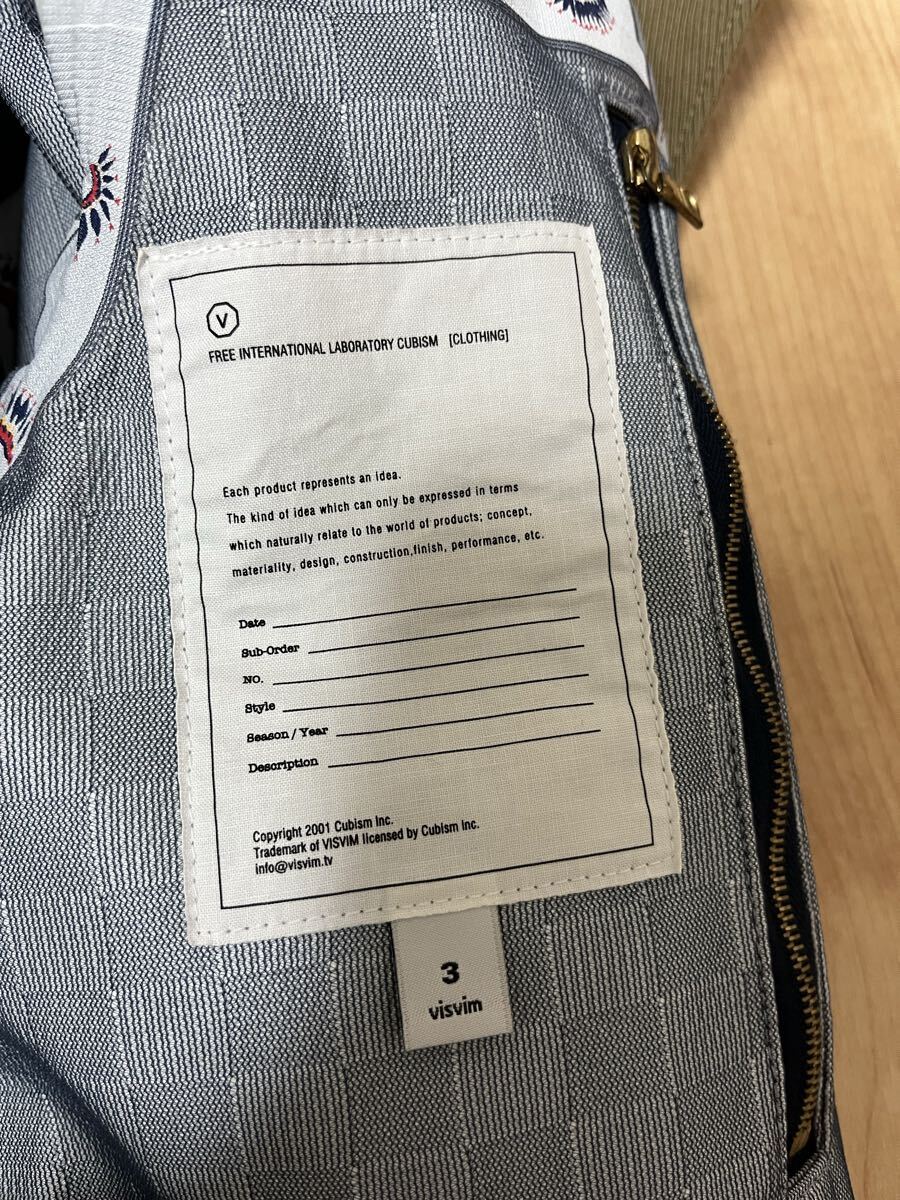 V
FREE INTERNATIONAL LABORATORY CUBISM [CLOTHING]
Each product represents an idea.
The kind of idea which can only be expressed in terms
which naturally relate to the world of products; concept,
materiality, design, construction,finish, performance, etc.
Date
Sub-Order
NO.
Style
Season / Year
Description
Copyright 2001 Cubism Inc.
Trademark of VISVIM licensed by Cubism Inc.
info@visvim.tv
3
visvim